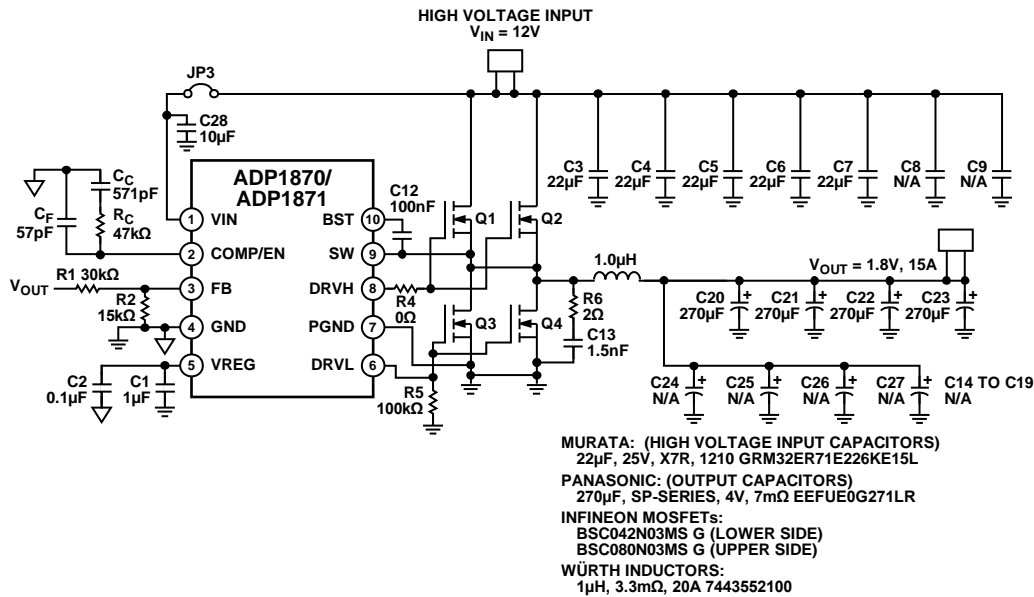 HIGH VOLTAGE INPUT
VIN = 12V
JP3
C28
10µF
C3
22µF
C4
22µF
C5
22µF
C6
22µF
C7
22µF
C8
N/A
C9
N/A
ADP1870/
ADP1871
CC
571pF
CF
57pF
RC
47kΩ
C12
100nF
1
VIN
BST
10
Q1
Q2
2
COMP/EN
SW
9
1.0µH
VOUT = 1.8V, 15A
VOUT
R1 30kΩ
3
FB
DRVH
8
R4
0Ω
R2
15kΩ
R6
2Ω
C20
270µF
+
C21
270µF
+
C22
270µF
+
C23
270µF
+
4
GND
PGND
7
Q3
Q4
C13
1.5nF
5
VREG
DRVL
6
C2
0.1µF
C1
1µF
R5
100kΩ
C24
N/A
+
C25
N/A
+
C26
N/A
+
C27
N/A
+
C14 TO C19
N/A
MURATA: (HIGH VOLTAGE INPUT CAPACITORS)
22µF, 25V, X7R, 1210 GRM32ER71E226KE15L
PANASONIC: (OUTPUT CAPACITORS)
270µF, SP-SERIES, 4V, 7mΩ EEFUE0G271LR
INFINEON MOSFETs:
BSC042N03MS G (LOWER SIDE)
BSC080N03MS G (UPPER SIDE)
WÜRTH INDUCTORS:
1µH, 3.3mΩ, 20A 7443552100